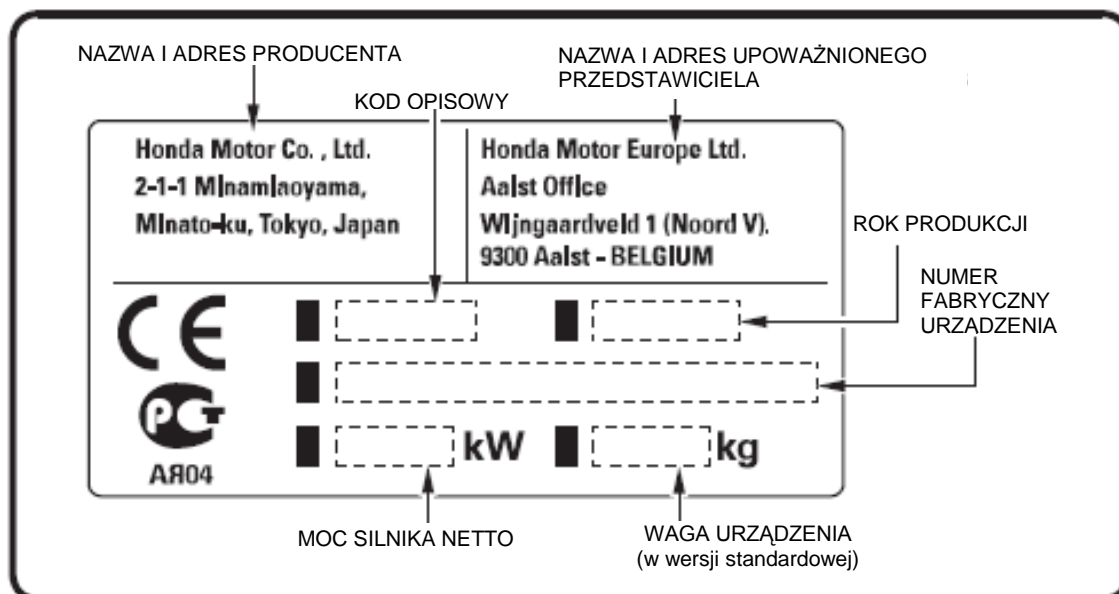 NAZWA I ADRES PRODUCENTA
NAZWA I ADRES UPOWAŻNIONEGO
PRZEDSTAWICIELA
KOD OPISOWY
Honda Motor Co. , Ltd.
2-1-1 Minamiaoyama,
Minato-ku, Tokyo, Japan
Honda Motor Europe Ltd.
Aalst Office
Wijngaardveld 1 (Noord V).
9300 Aalst - BELGIUM
ROK PRODUKCJI
NUMER
FABRYCZNY
URZĄDZENIA
CE
РСТ
АЯ04
kW
kg
MOC SILNIKA NETTO
WAGA URZĄDZENIA
(w wersji standardowej)